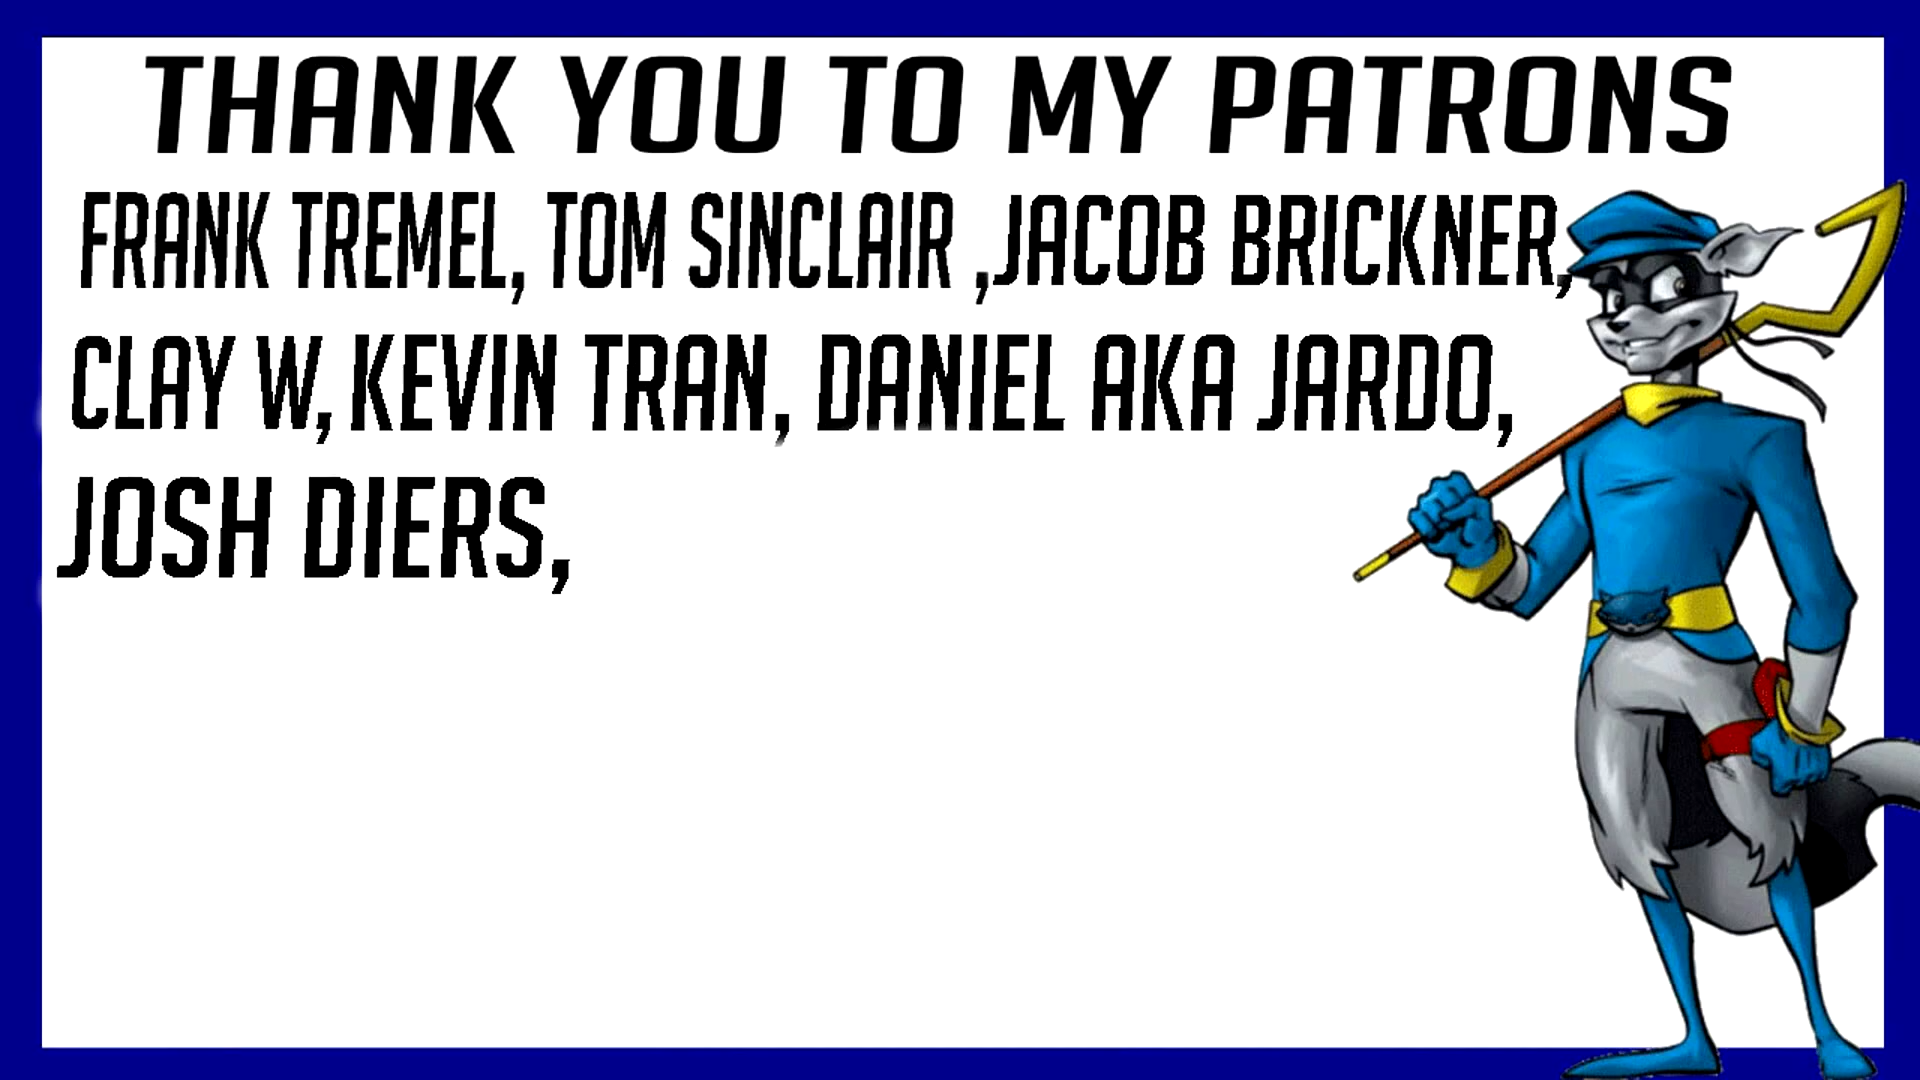 THANK YOU TO MY PATRONS
FRANK TREMEL, TOM SINCLAIR ,JACOB BRICKNER,
CLAY W, KEVIN TRAN, DANIEL AKA JARDO,
JOSH DIERS,